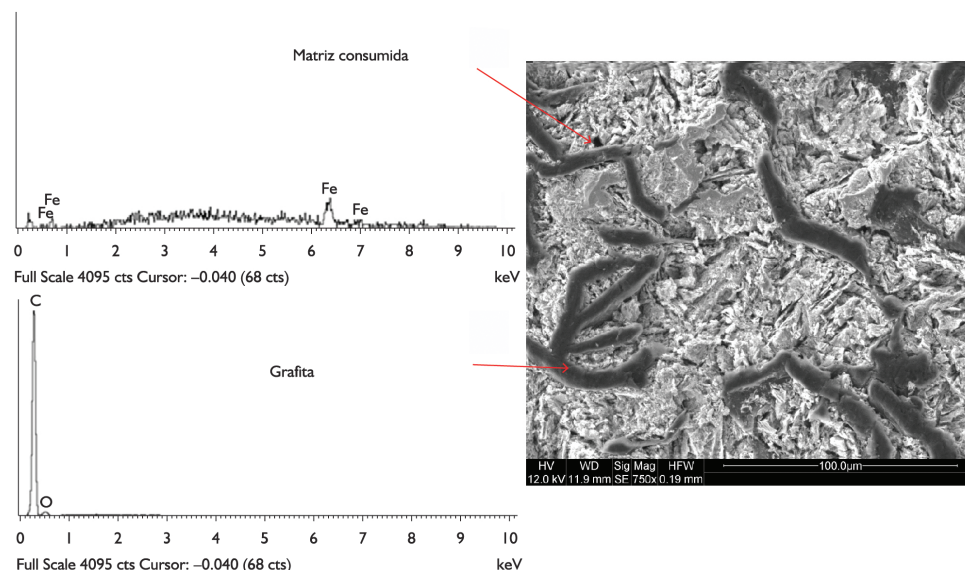 Matriz consumida
Fe
Fe
Fe
Fe
1 2 3 4 5 6 7 8 9 10
Full Scale 4095 cts Cursor: –0.040 (68 cts) keV
C
Grafita
O
0 1 2 3 4 5 6 7 8 9 10
Full Scale 4095 cts Cursor: –0.040 (68 cts) keV
HV WD Sig Mag HFW 100.0µm
12.0 kV 11.9 mm SE 750x 0.19 mm